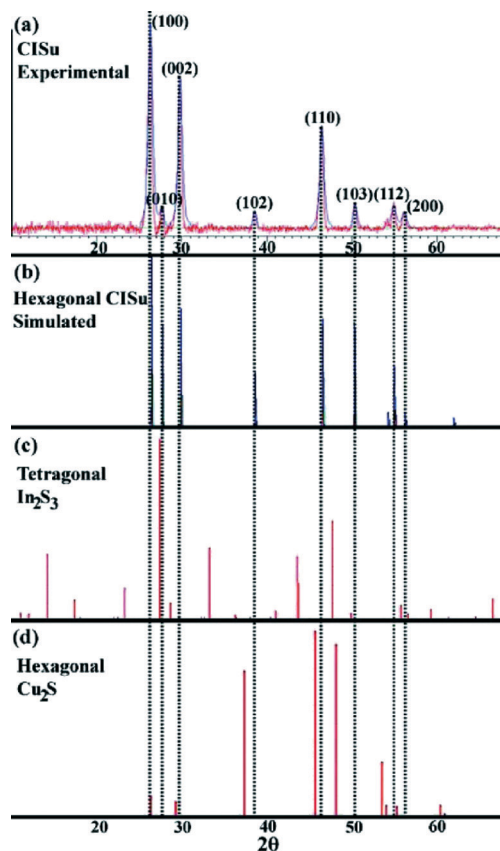 (a)
CISu
Experimental
(100)
(002)
(010)
(102)
(110)
(103)
(112)
(200)
20 30 40 50 60
(b)
Hexagonal CISu
Simulated
(c)
Tetragonal
In₂S₃
(d)
Hexagonal
Cu₂S
20 30 40 50 60
2θ